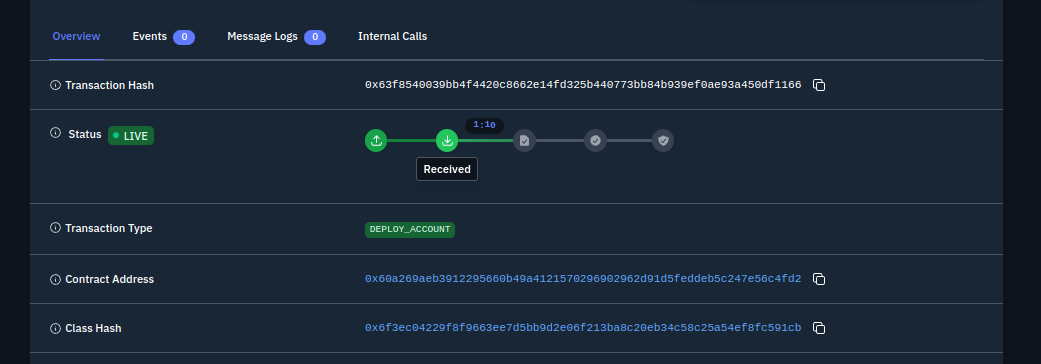 Overview Events 0 Message Logs 0 Internal Calls
Transaction Hash 0x63f8540039bb4f4420c8662e14fd325b440773bb84b939ef0ae93a450df1166
Status LIVE 1:10
Received
Transaction Type DEPLOY_ACCOUNT
Contract Address 0x60a269aeb3912295660b49a4121570296902962d91d5feddeb5c247e56c4fd2
Class Hash 0x6f3ec04229f8f9663ee7d5bb9d2e06f213ba8c20eb34c58c25a54ef8fc591cb